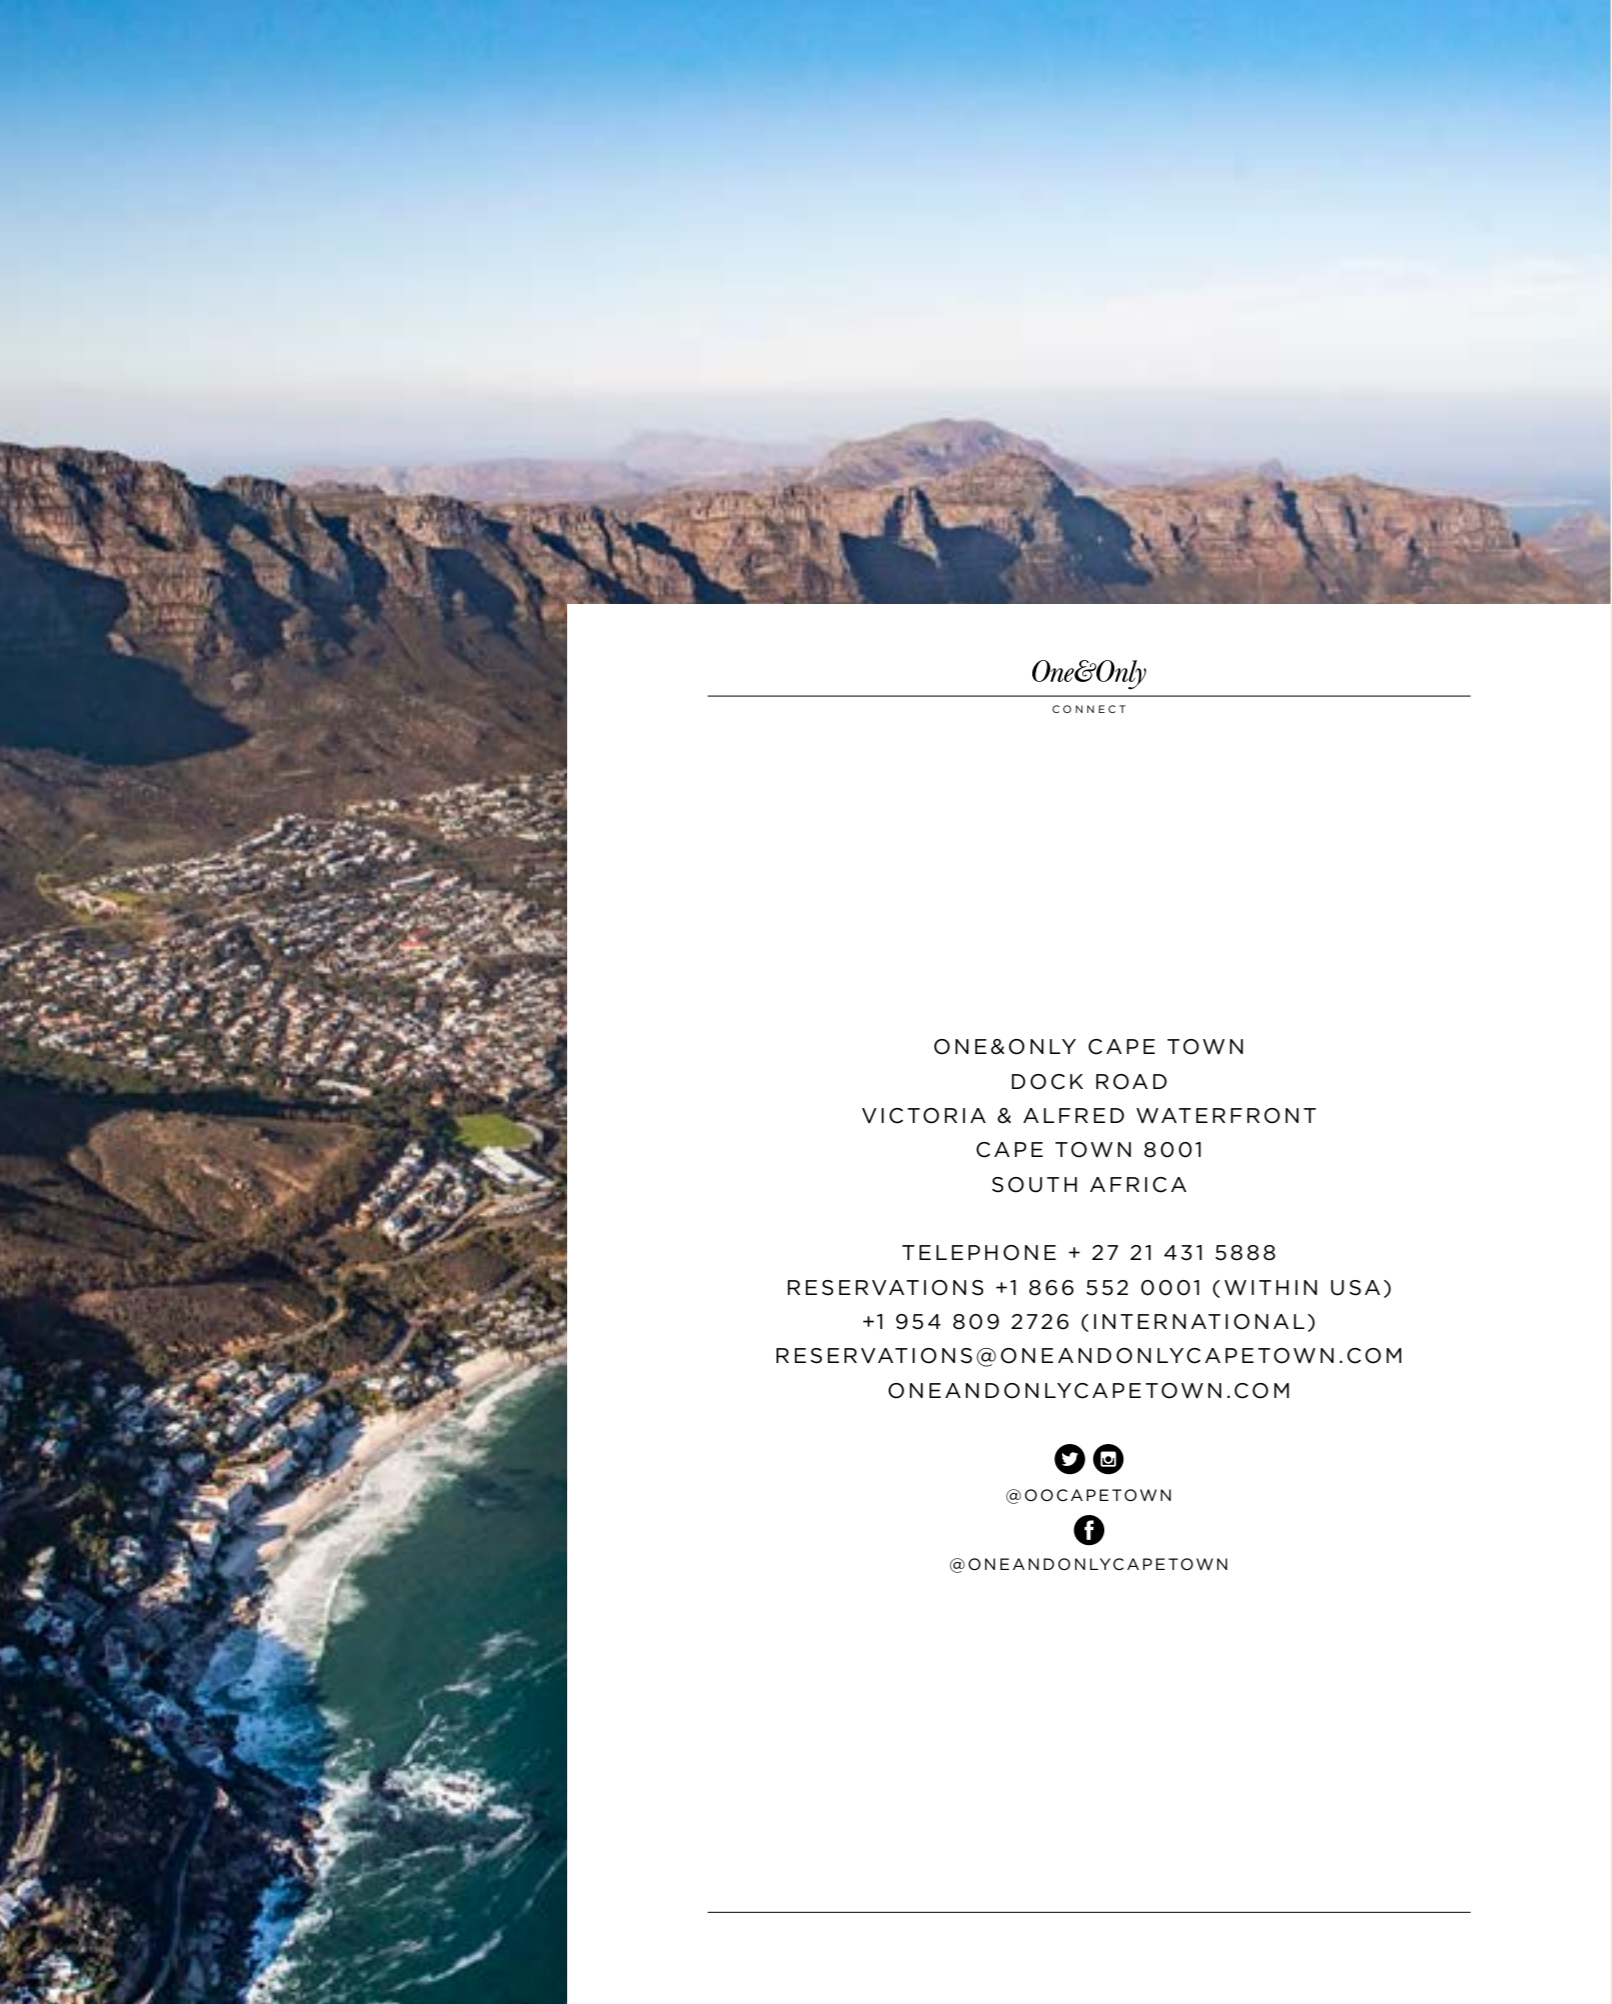 One&Only
CONNECT
ONE&ONLY CAPE TOWN
DOCK ROAD
VICTORIA & ALFRED WATERFRONT
CAPE TOWN 8001
SOUTH AFRICA
TELEPHONE + 27 21 431 5888
RESERVATIONS +1 866 552 0001 (WITHIN USA)
+1 954 809 2726 (INTERNATIONAL)
RESERVATIONS@ONEANDONLYCAPETOWN.COM
ONEANDONLYCAPETOWN.COM
@OOCAPETOWN
@ONEANDONLYCAPETOWN